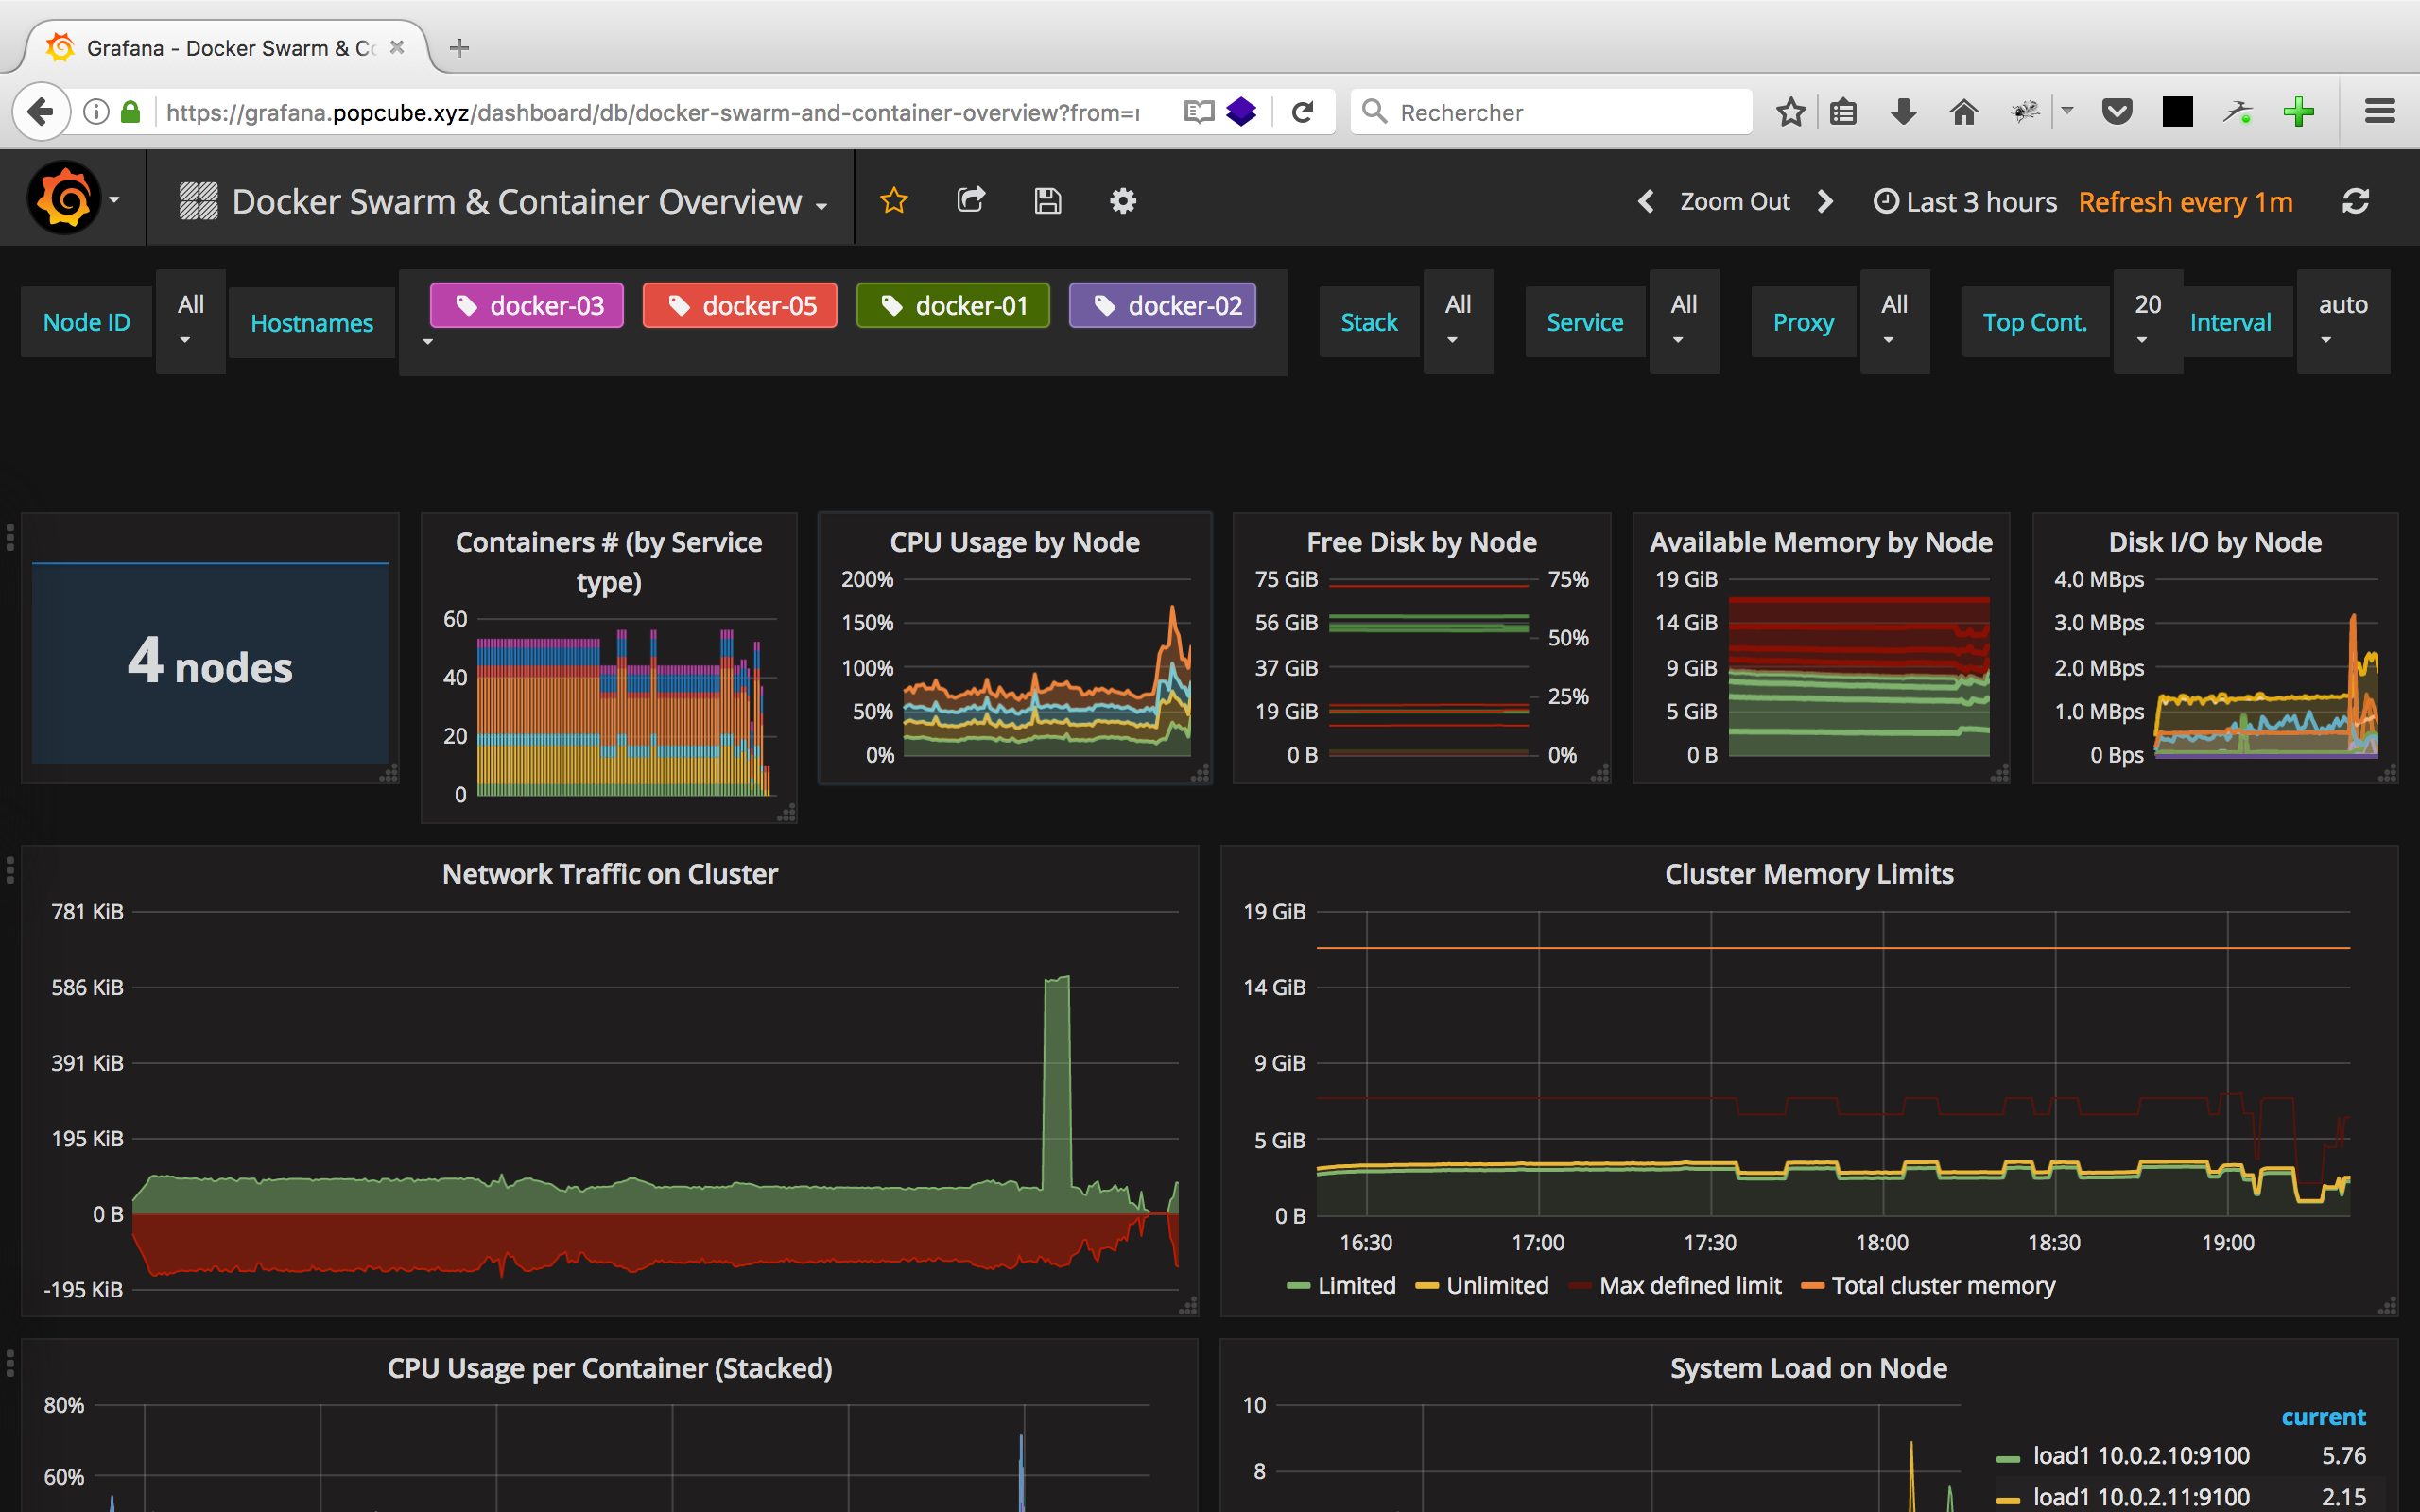 Grafana - Docker Swarm & Co
https://grafana.popcube.xyz/dashboard/db/docker-swarm-and-container-overview?from=
Rechercher
Docker Swarm & Container Overview
Zoom Out
Last 3 hours Refresh every 1m
Node ID
All
Hostnames
docker-03 docker-05 docker-01 docker-02
Stack
All
Service
All
Proxy
All
Top Cont.
20
Interval
auto
4 nodes
Containers # (by Service
type)
60
40
20
0
CPU Usage by Node
200%
150%
100%
50%
0%
Free Disk by Node
75 GiB
56 GiB
37 GiB
19 GiB
0 B
75%
50%
25%
0%
Available Memory by Node
19 GiB
14 GiB
9 GiB
5 GiB
0 B
Disk I/O by Node
4.0 MBps
3.0 MBps
2.0 MBps
1.0 MBps
0 Bps
Network Traffic on Cluster
781 KiB
586 KiB
391 KiB
195 KiB
0 B
-195 KiB
Cluster Memory Limits
19 GiB
14 GiB
9 GiB
5 GiB
0 B
16:30 17:00 17:30 18:00 18:30 19:00
Limited Unlimited Max defined limit Total cluster memory
CPU Usage per Container (Stacked)
80%
60%
System Load on Node
10
8
current
load1 10.0.2.10:9100 5.76
load1 10.0.2.11:9100 2.15